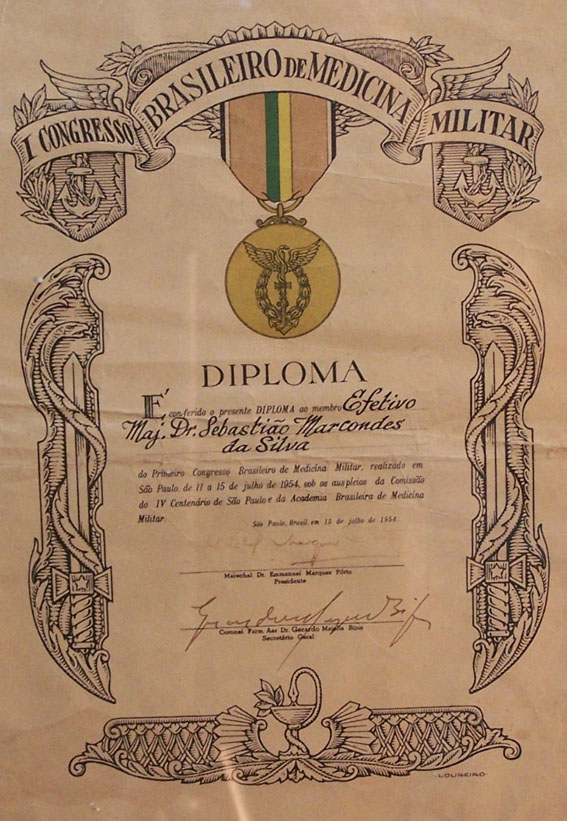 I CONGRESSO BRASILEIRO DE MEDICINA MILITAR
DIPLOMA
É conferido o presente DIPLOMA ao membro Efetivo
Maj. Dr. Sebastião Marcondes
da Silva
do Primeiro Congresso Brasileiro de Medicina Militar, realizado em
São Paulo, de 11 a 15 de julho de 1954, sob os auspícios da Comissão
do IV Centenário de São Paulo e da Academia Brasileira de Medicina
Militar.
São Paulo, Brasil, em 15 de julho de 1954
Marechal Dr. Emmanuel Marques Pôrto
Presidente
Coronel Farm. Aer Dr. Gerardo Majella Bijos
Secretário Geral
LOUREIRO